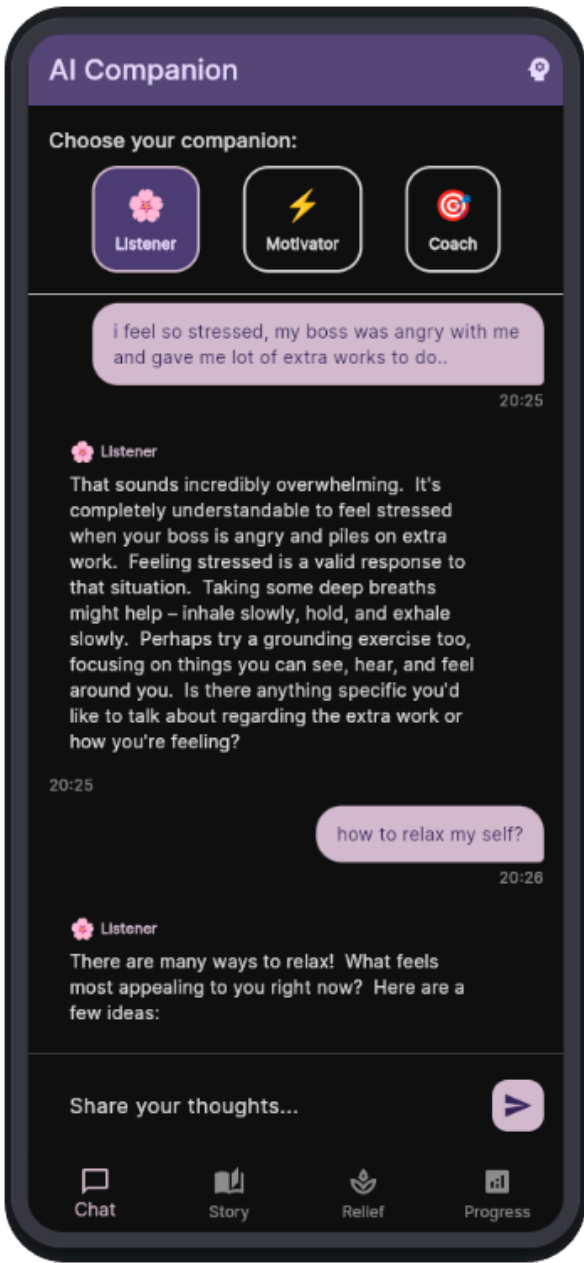 AI Companion
Choose your companion:
Listener
Motivator
Coach
i feel so stressed, my boss was angry with me
and gave me lot of extra works to do..
20:25
Listener
That sounds incredibly overwhelming.  It's
completely understandable to feel stressed
when your boss is angry and piles on extra
work.  Feeling stressed is a valid response to
that situation.  Taking some deep breaths
might help – inhale slowly, hold, and exhale
slowly.  Perhaps try a grounding exercise too,
focusing on things you can see, hear, and feel
around you.  Is there anything specific you'd
like to talk about regarding the extra work or
how you're feeling?
20:25
how to relax my self?
20:26
Listener
There are many ways to relax!  What feels
most appealing to you right now?  Here are a
few ideas:
Share your thoughts...
Chat
Story
Relief
Progress